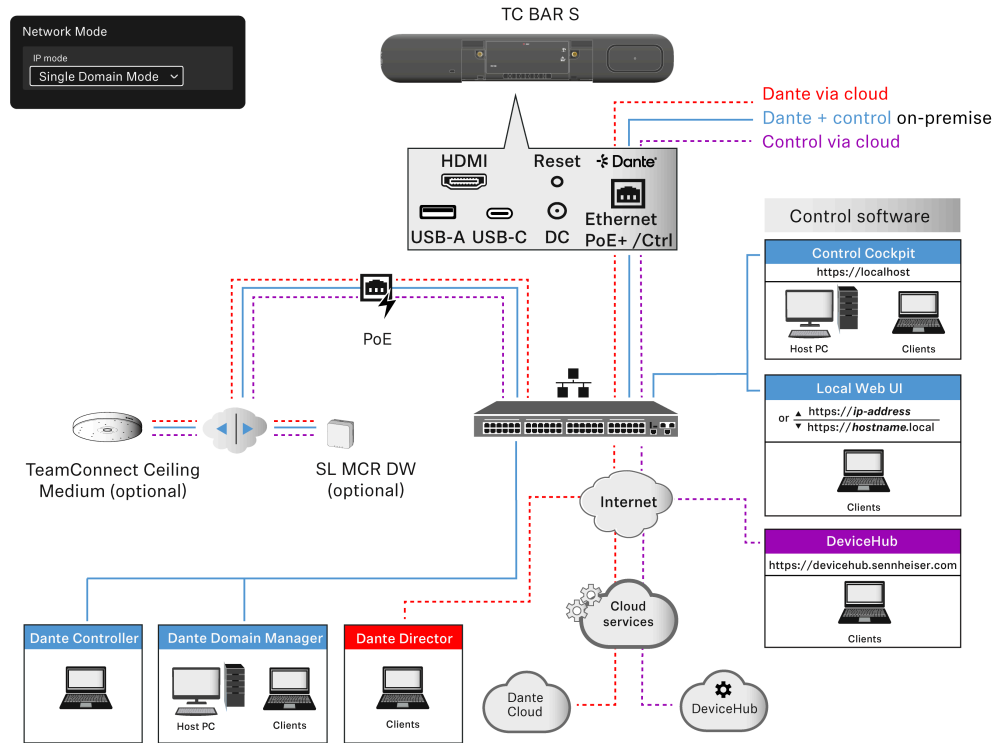 TC BAR S
Network Mode
IP mode
Single Domain Mode
Dante via cloud
Dante + control on-premise
Control via cloud
HDMI
Reset
Dante
USB-A
USB-C
DC
Ethernet
PoE+ /Ctrl
Control software
Control Cockpit
https://localhost
Host PC
Clients
PoE
Local Web UI
or
https://ip-address
https://hostname.local
Clients
TeamConnect Ceiling
Medium (optional)
SL MCR DW
(optional)
Internet
DeviceHub
https://devicehub.sennheiser.com
Clients
Cloud
services
Dante Controller
Dante Domain Manager
Host PC
Clients
Dante Director
Clients
Dante
Cloud
DeviceHub